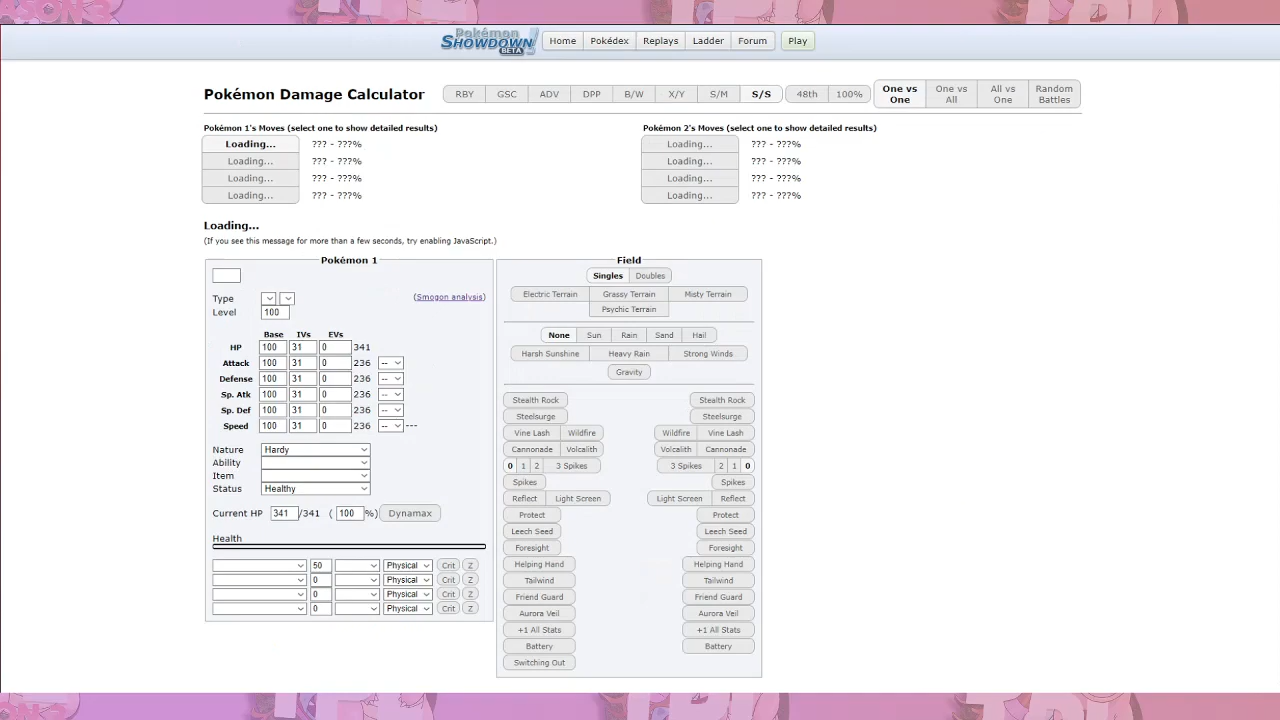 Pokémon
SHOWDOWN!
BETA
Home Pokédex Replays Ladder Forum Play
Pokémon Damage Calculator
RBY GSC ADV DPP B/W X/Y S/M S/S 48th 100%
One vs One
One vs All
All vs One
Random Battles
Pokémon 1's Moves (select one to show detailed results)
Loading... ??? - ???%
Loading... ??? - ???%
Loading... ??? - ???%
Loading... ??? - ???%
Pokémon 2's Moves (select one to show detailed results)
Loading... ??? - ???%
Loading... ??? - ???%
Loading... ??? - ???%
Loading... ??? - ???%
Loading...
(If you see this message for more than a few seconds, try enabling JavaScript.)
Pokémon 1
Type (Smogon analysis)
Level 100
Base IVs EVs
HP 100 31 0 341
Attack 100 31 0 236 --
Defense 100 31 0 236 --
Sp. Atk 100 31 0 236 --
Sp. Def 100 31 0 236 --
Speed 100 31 0 236 -- ---
Nature Hardy
Ability
Item
Status Healthy
Current HP 341 /341 ( 100 %) Dynamax
Health
50 Physical Crit Z
0 Physical Crit Z
0 Physical Crit Z
0 Physical Crit Z
Field
Singles Doubles
Electric Terrain Grassy Terrain Misty Terrain
Psychic Terrain
None Sun Rain Sand Hail
Harsh Sunshine Heavy Rain Strong Winds
Gravity
Stealth Rock Stealth Rock
Steelsurge Steelsurge
Vine Lash Wildfire Wildfire Vine Lash
Cannonade Volcalith Volcalith Cannonade
0 1 2 3 Spikes 3 Spikes 2 1 0
Spikes Spikes
Reflect Light Screen Light Screen Reflect
Protect Protect
Leech Seed Leech Seed
Foresight Foresight
Helping Hand Helping Hand
Tailwind Tailwind
Friend Guard Friend Guard
Aurora Veil Aurora Veil
+1 All Stats +1 All Stats
Battery Battery
Switching Out